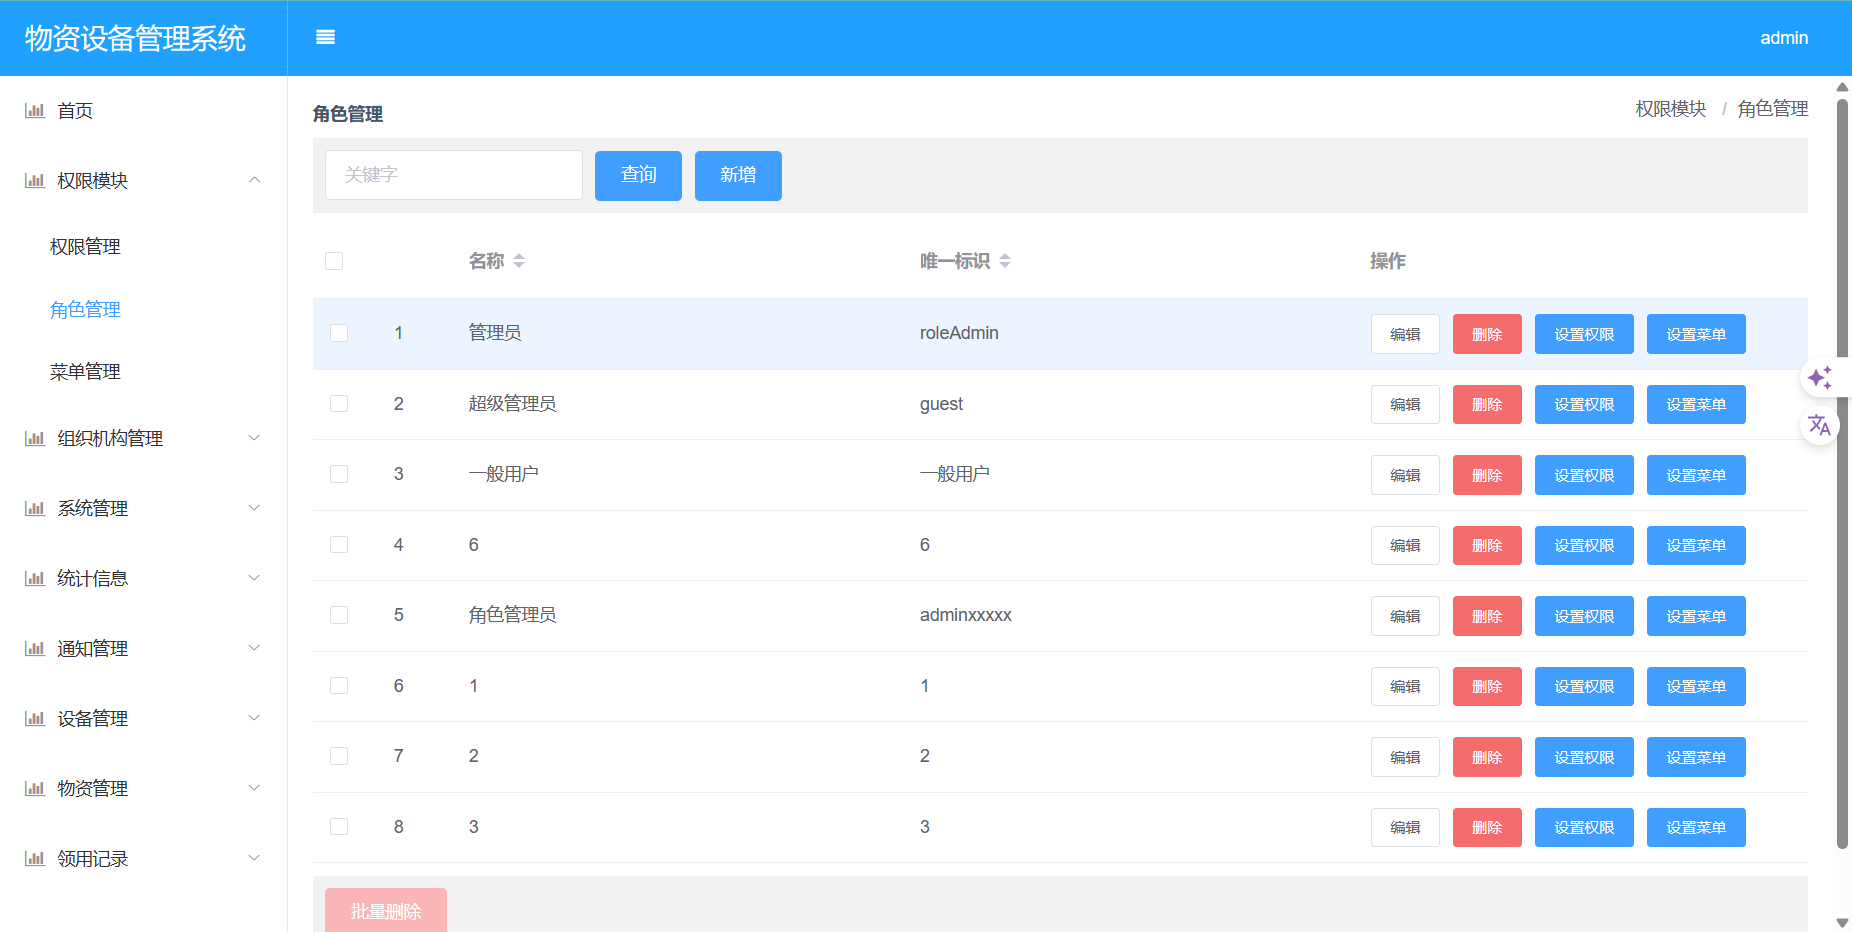 物资设备管理系统
admin
首页
权限模块
权限管理
角色管理
菜单管理
组织机构管理
系统管理
统计信息
通知管理
设备管理
物资管理
领用记录
角色管理
权限模块 / 角色管理
关键字 查询 新增
名称 唯一标识 操作
1 管理员 roleAdmin 编辑 删除 设置权限 设置菜单
2 超级管理员 guest 编辑 删除 设置权限 设置菜单
3 一般用户 一般用户 编辑 删除 设置权限 设置菜单
4 6 6 编辑 删除 设置权限 设置菜单
5 角色管理员 adminxxxxx 编辑 删除 设置权限 设置菜单
6 1 1 编辑 删除 设置权限 设置菜单
7 2 2 编辑 删除 设置权限 设置菜单
8 3 3 编辑 删除 设置权限 设置菜单
批量删除